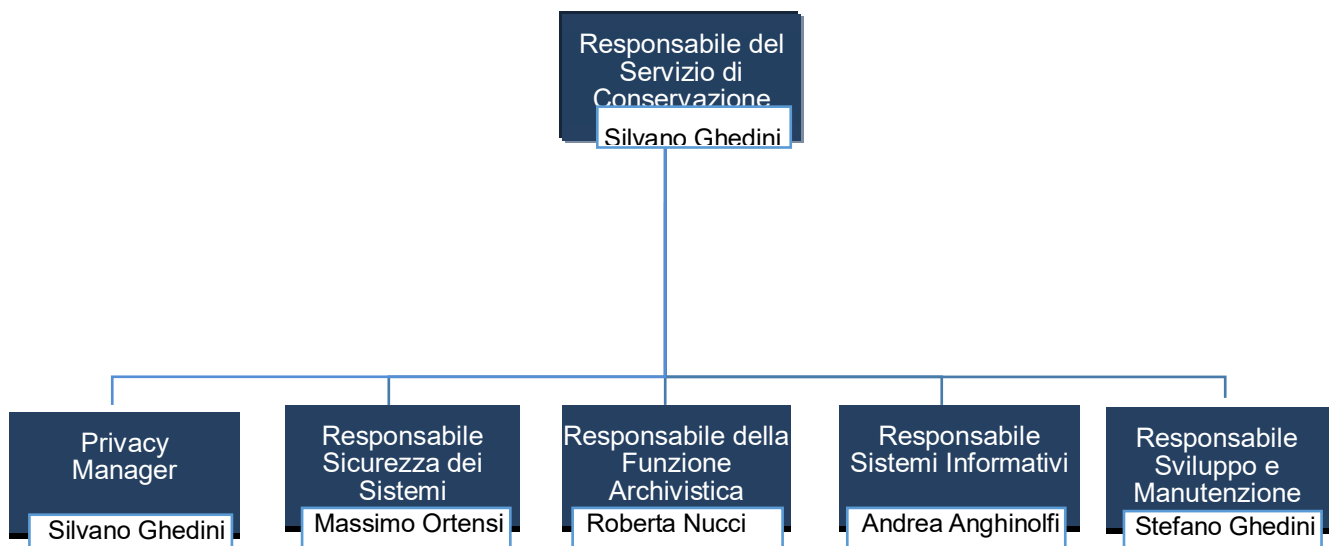 Responsabile del
Servizio di
Conservazione
Silvano Ghedini
Privacy
Manager
Silvano Ghedini
Responsabile
Sicurezza dei
Sistemi
Massimo Ortensi
Responsabile della
Funzione
Archivistica
Roberta Nucci
Responsabile
Sistemi Informativi
Andrea Anghinolfi
Responsabile
Sviluppo e
Manutenzione
Stefano Ghedini